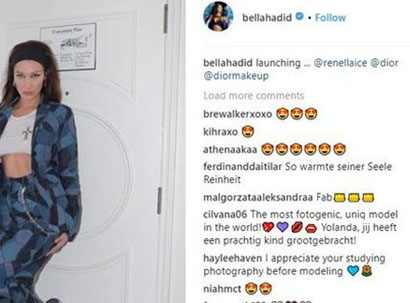 Evacuation Plan
bellahadid Follow
bellahadid launching ... @renellaice @dior
@diormakeup
Load more comments
brewalkerxoxo 😍😍😍
kihraxo 😍
athenaakaa 😍😍😍
ferdinanddaitilar So warmte seiner Seele
Reinheit
malgorzataaleksandraa Fab
cilvana06 The most fotogenic, uniq model
in the world! Yolanda, jij heeft
een prachtig kind grootgebracht!
hayleehaven I appreciate your studying
photography before modeling
niahmct 😍😍